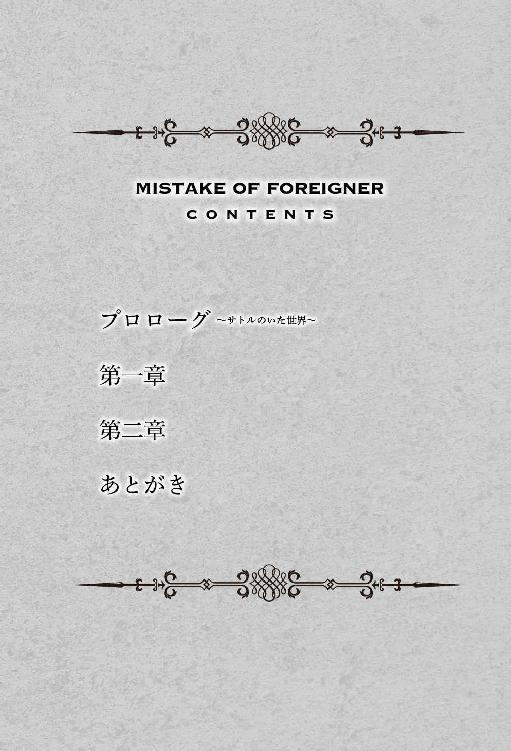 MISTAKE OF FOREIGNER
CONTENTS
プロローグ ～サトルのいた世界～
第一章
第二章
あとがき